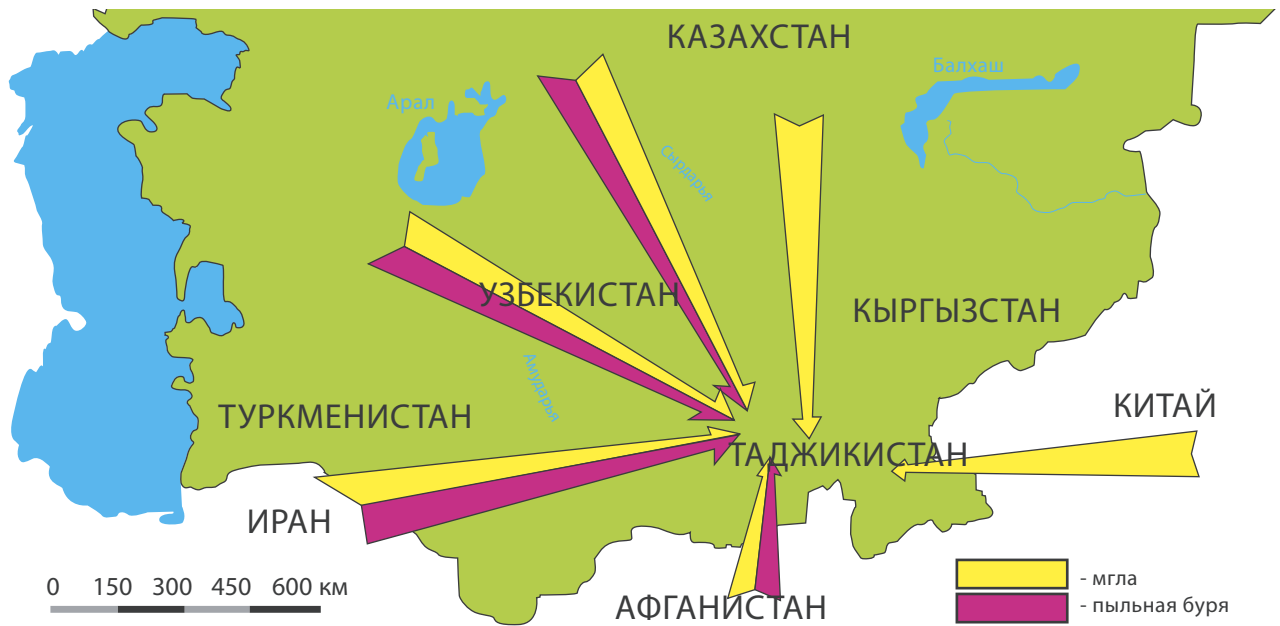 КАЗАХСТАН
Балхаш
Арал
Сырдарья
УЗБЕКИСТАН
КЫРГЫЗСТАН
Амударья
ТУРКМЕНИСТАН
КИТАЙ
ТАДЖИКИСТАН
ИРАН
0 150 300 450 600 км
АФГАНИСТАН
- мгла
- пыльная буря